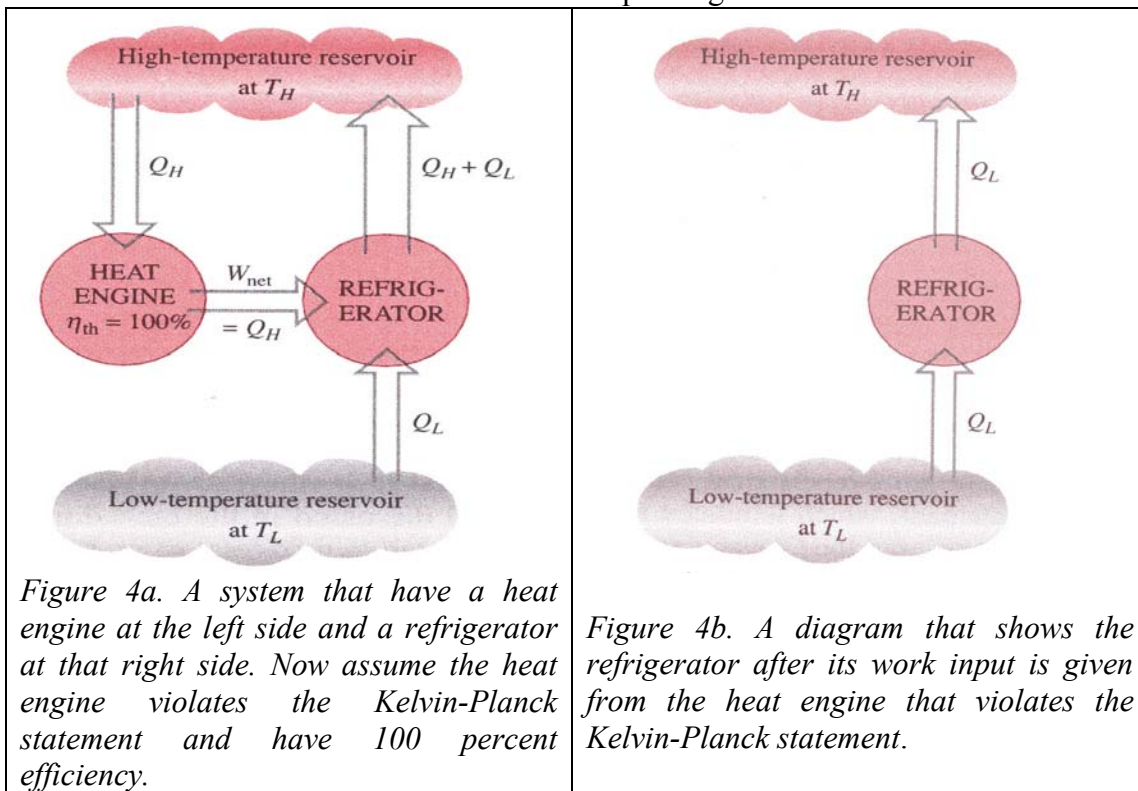 High-temperature reservoir
at T_H
Q_H
Q_H + Q_L
HEAT
ENGINE
η_th = 100%
W_net
= Q_H
REFRIG-
ERATOR
Q_L
Low-temperature reservoir
at T_L
Figure 4a. A system that have a heat
engine at the left side and a refrigerator
at that right side. Now assume the heat
engine violates the Kelvin-Planck
statement and have 100 percent
efficiency.
High-temperature reservoir
at T_H
Q_L
REFRIG-
ERATOR
Q_L
Low-temperature reservoir
at T_L
Figure 4b. A diagram that shows the
refrigerator after its work input is given
from the heat engine that violates the
Kelvin-Planck statement.